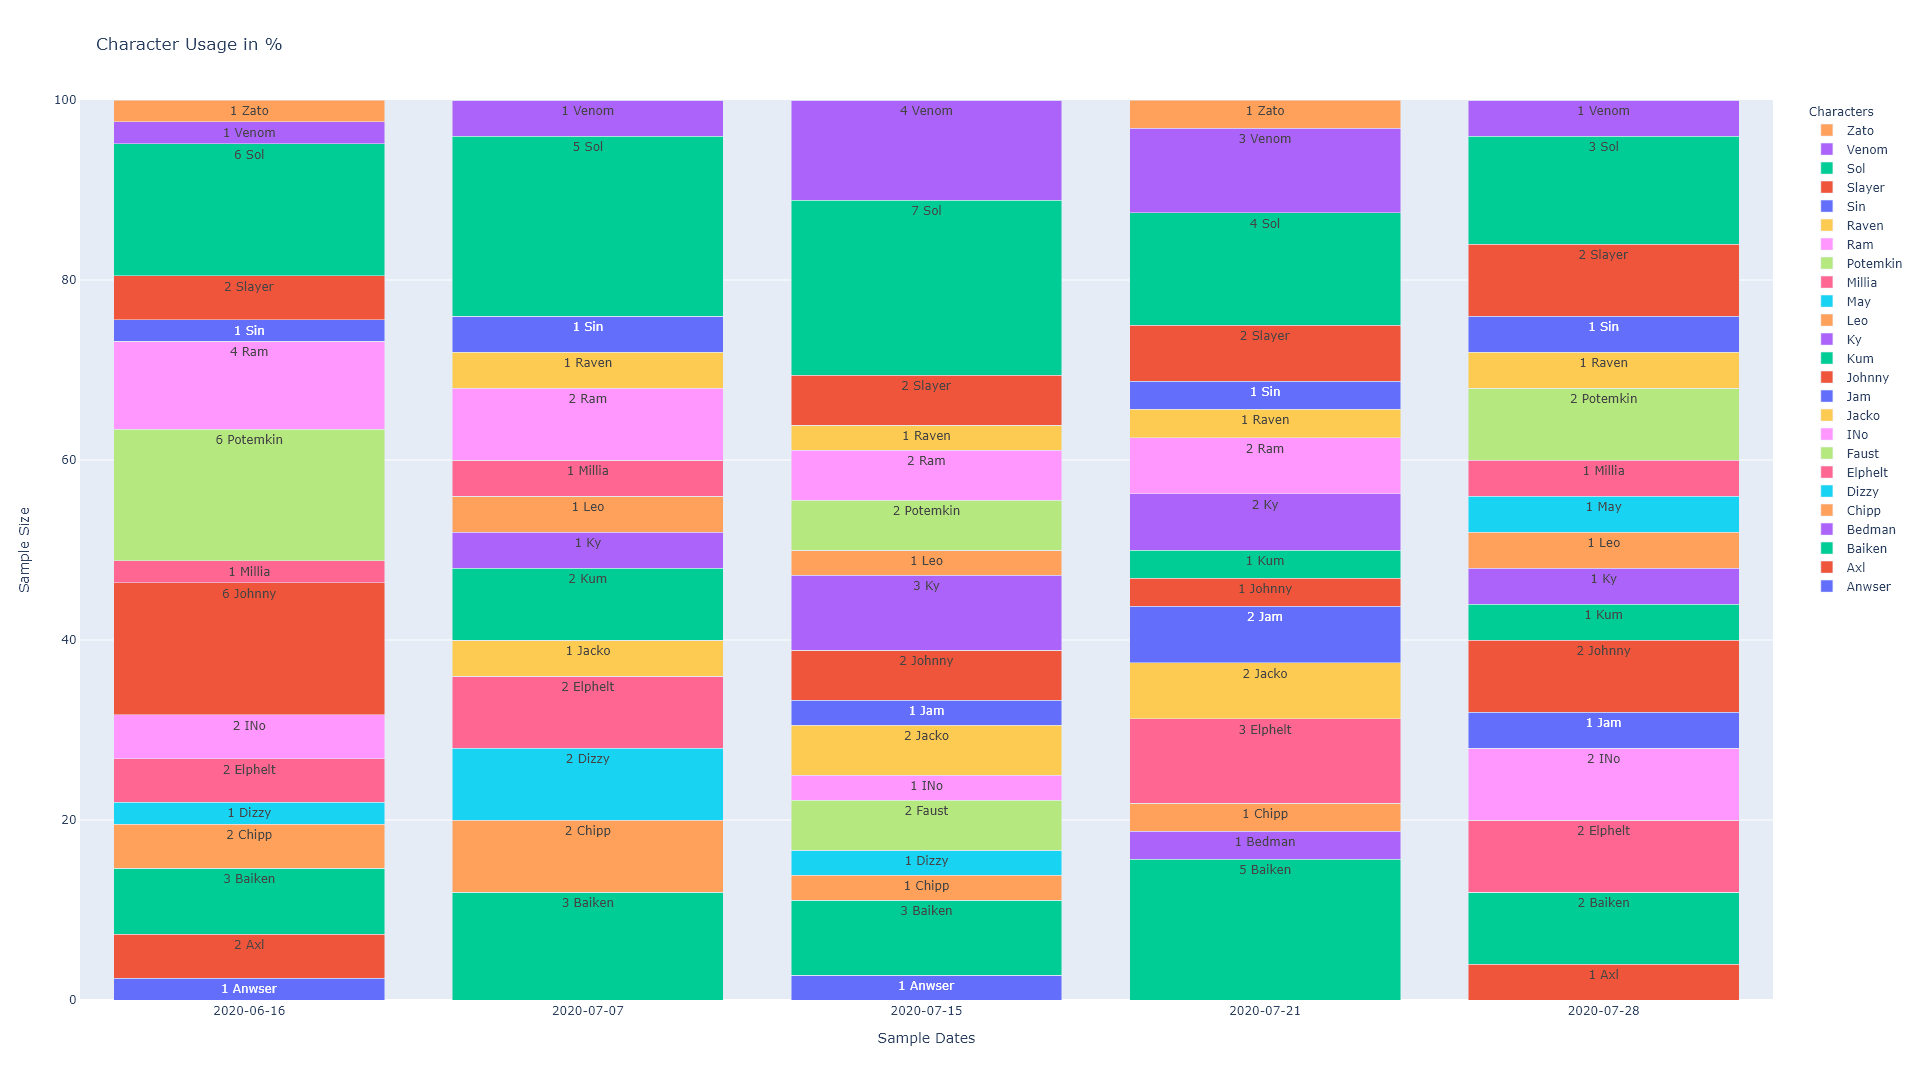 Character Usage in %
Sample Size
100
80
60
40
20
0
1 Zato
1 Venom
6 Sol
2 Slayer
1 Sin
4 Ram
6 Potemkin
1 Millia
6 Johnny
2 INo
2 Elphelt
1 Dizzy
2 Chipp
3 Baiken
2 Axl
1 Anwser
2020-06-16
1 Venom
5 Sol
1 Sin
1 Raven
2 Ram
1 Millia
1 Leo
1 Ky
2 Kum
1 Jacko
2 Elphelt
2 Dizzy
2 Chipp
3 Baiken
2020-07-07
4 Venom
7 Sol
2 Slayer
1 Raven
2 Ram
2 Potemkin
1 Leo
3 Ky
2 Johnny
1 Jam
2 Jacko
1 INo
2 Faust
1 Dizzy
1 Chipp
3 Baiken
1 Anwser
2020-07-15
1 Zato
3 Venom
4 Sol
2 Slayer
1 Sin
1 Raven
2 Ram
2 Ky
1 Kum
1 Johnny
2 Jam
2 Jacko
3 Elphelt
1 Chipp
1 Bedman
5 Baiken
2020-07-21
1 Venom
3 Sol
2 Slayer
1 Sin
1 Raven
2 Potemkin
1 Millia
1 May
1 Leo
1 Ky
1 Kum
2 Johnny
1 Jam
2 INo
2 Elphelt
2 Baiken
1 Axl
2020-07-28
Sample Dates
Characters
Zato
Venom
Sol
Slayer
Sin
Raven
Ram
Potemkin
Millia
May
Leo
Ky
Kum
Johnny
Jam
Jacko
INo
Faust
Elphelt
Dizzy
Chipp
Bedman
Baiken
Axl
Anwser